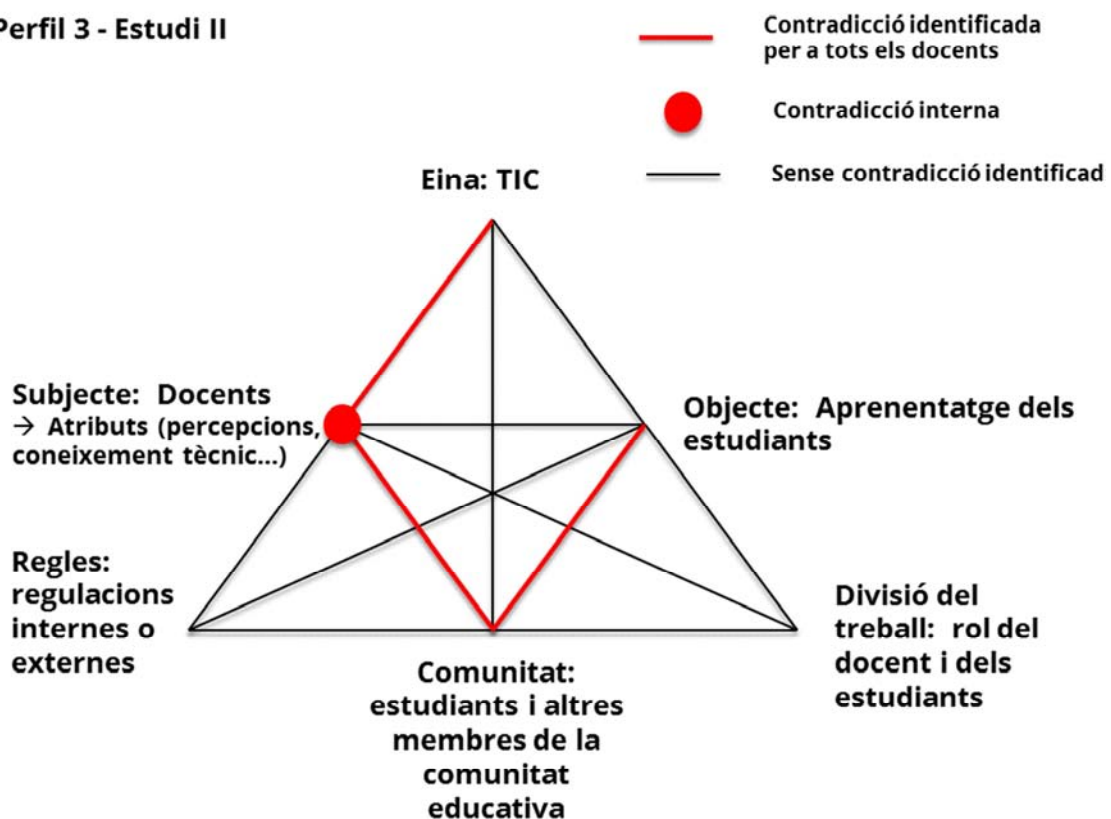 Perfil 3 - Estudi II
Contradicció identificada
per a tots els docents
Contradicció interna
Sense contradicció identificad
Eina: TIC
Subjecte: Docents
→ Atributs (percepcions,
coneixement tècnic...)
Objecte: Aprenentatge dels
estudiants
Regles:
regulacions
internes o
externes
Divisió del
treball: rol del
docent i dels
estudiants
Comunitat:
estudiants i altres
membres de la
comunitat
educativa